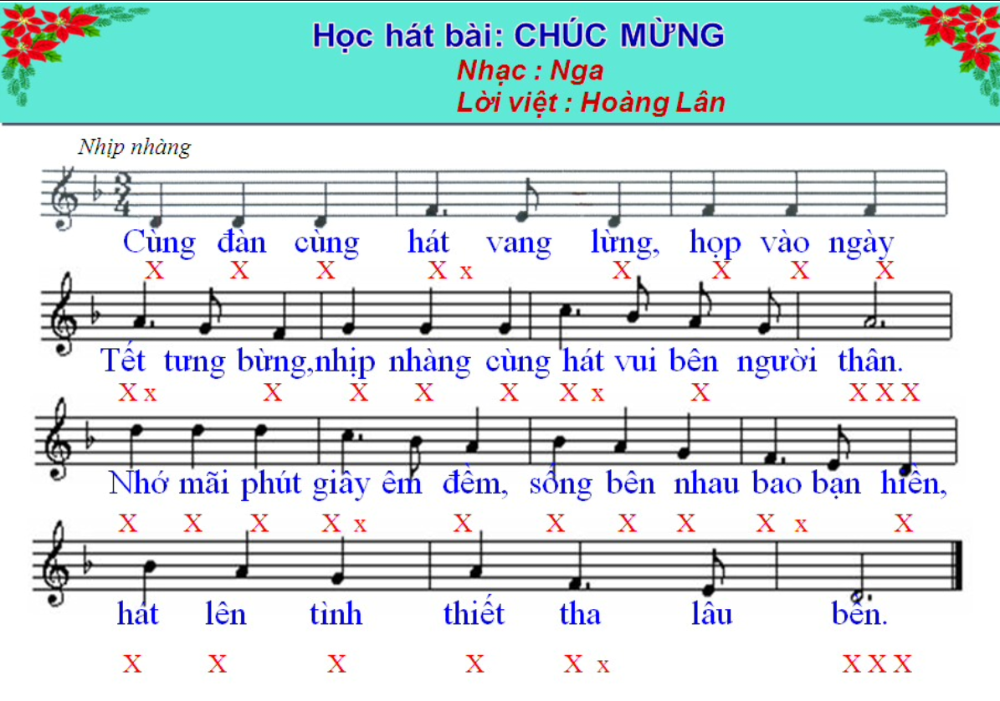 Học hát bài: CHÚC MỪNG
Nhạc : Nga
Lời việt : Hoàng Lân
Nhịp nhàng
3
4
Cùng đàn cùng hát vang lừng, họp vào ngày
X X X X x X X X X
Tết tưng bừng,nhịp nhàng cùng hát vui bên người thân.
X x X X X X X x X X X X
Nhớ mãi phút giây êm đềm, sống bên nhau bao bạn hiền,
X X X X x X X X X X x X
hát lên tình thiết tha lâu bền.
X X X X X x X X X